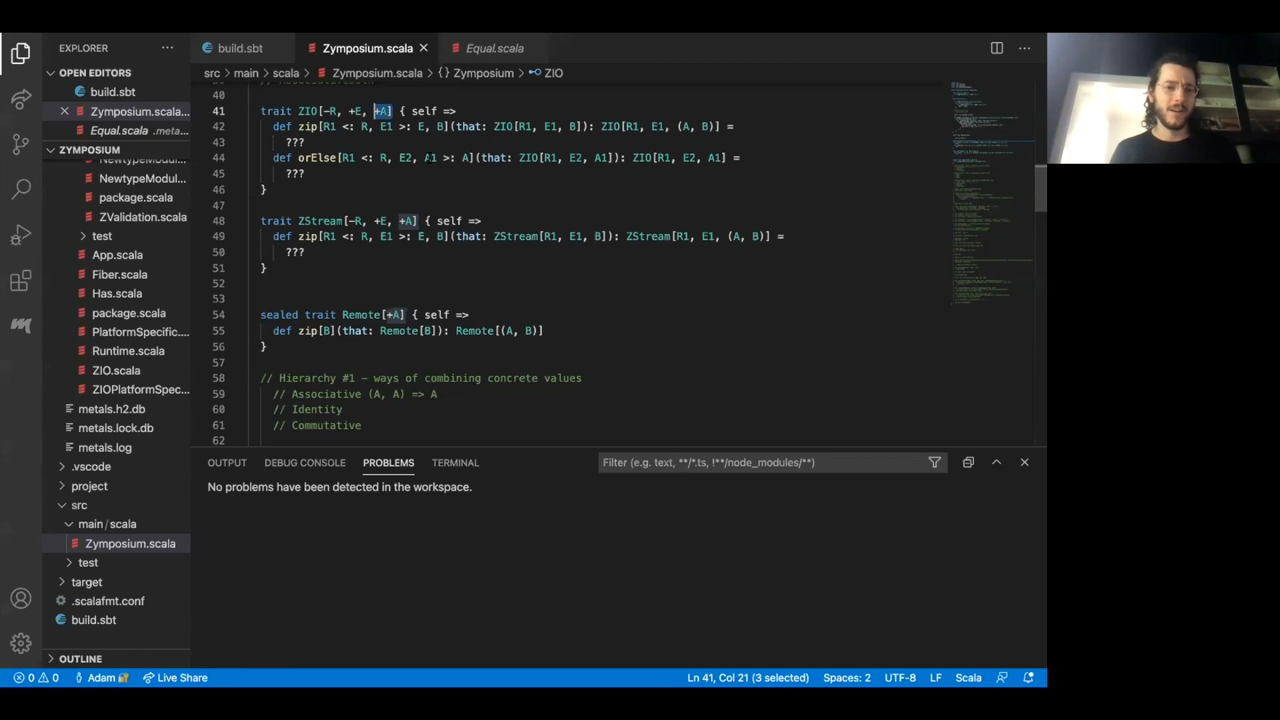 EXPLORER
OPEN EDITORS
build.sbt
Zymposium.scala...
Equal.scala .meta...
ZYMPOSIUM
NewtypeModul...
package.scala
ZValidation.scala
test
App.scala
Fiber.scala
Has.scala
package.scala
PlatformSpecific...
Runtime.scala
ZIO.scala
ZIOPlatformSpec...
metals.h2.db
metals.lock.db
metals.log
.vscode
project
src
main / scala
Zymposium.scala
test
target
.scalafmt.conf
build.sbt
OUTLINE
build.sbt
Zymposium.scala
Equal.scala
src > main > scala > Zymposium.scala > {} Zymposium > ZIO
40
41 trait ZIO[-R, +E, +A] { self =>
42 def zip[R1 <: R, E1 >: E, B](that: ZIO[R1, E1, B]): ZIO[R1, E1, (A, B)] =
43 ???
44 def orElse[R1 <: R, E2, A1 >: A](that: ZIO[R1, E2, A1]): ZIO[R1, E2, A1] =
45 ???
46 }
47
48 trait ZStream[-R, +E, +A] { self =>
49 def zip[R1 <: R, E1 >: E, B](that: ZStream[R1, E1, B]): ZStream[R1, E1, (A, B)] =
50 ???
51 }
52
53
54 sealed trait Remote[+A] { self =>
55 def zip[B](that: Remote[B]): Remote[(A, B)]
56 }
57
58 // Hierarchy #1 - ways of combining concrete values
59 // Associative (A, A) => A
60 // Identity
61 // Commutative
62
OUTPUT DEBUG CONSOLE PROBLEMS TERMINAL
Filter (e.g. text, **/*.ts, !**/node_modules/**)
No problems have been detected in the workspace.
0 0 Adam Live Share Ln 41, Col 21 (3 selected) Spaces: 2 UTF-8 LF Scala